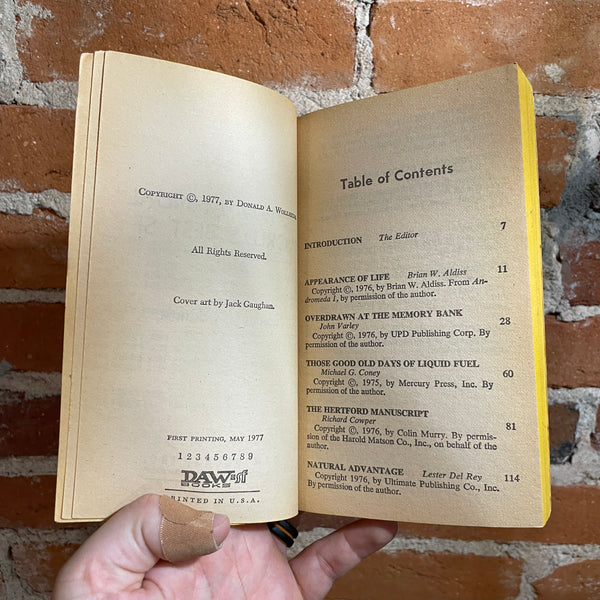 COPYRIGHT ©, 1977, BY DONALD A.
All Rights Reserved.
Cover art by Jack Gaughan.
FIRST PRINTING, MAY 1977
1 2 3 4 5 6 7 8 9
DAW sf
BOOKS
PRINTED IN U.S.A.
Table of Contents
INTRODUCTION The Editor 7
APPEARANCE OF LIFE Brian W. Aldiss 11
Copyright ©, 1976, by Brian W. Aldiss. From An-
dromeda 1, by permission of the author.
OVERDRAWN AT THE MEMORY BANK 28
John Varley
Copyright ©, 1976, by UPD Publishing Corp. By
permission of the author.
THOSE GOOD OLD DAYS OF LIQUID FUEL 60
Michael G. Coney
Copyright ©, 1975, by Mercury Press, Inc. By
permission of the author.
THE HERTFORD MANUSCRIPT 81
Richard Cowper
Copyright ©, 1976, by Colin Murry. By permis-
sion of the Harold Matson Co., Inc., on behalf of the
author.
NATURAL ADVANTAGE Lester Del Rey 114
Copyright 1976, by Ultimate Publishing Co., Inc.
By permission of the author.